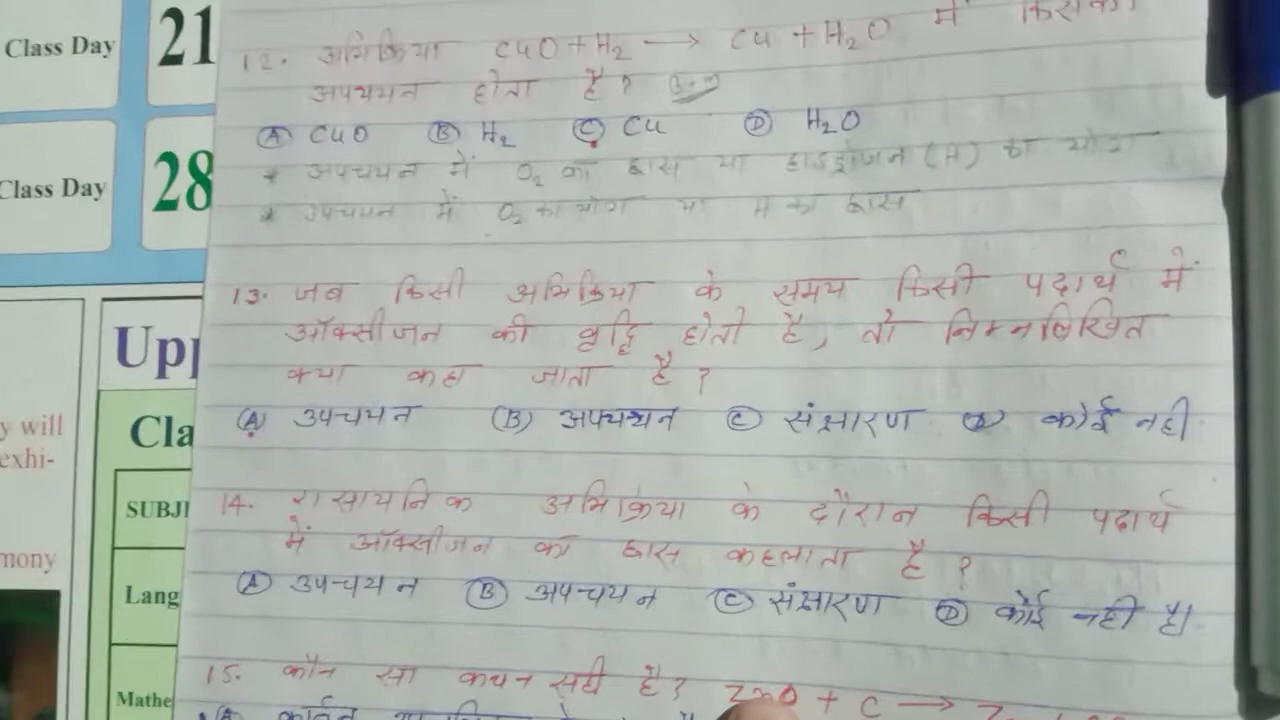 Class Day 21
Class Day 28
Upp
Cla
y will
exhi-
SUBJE
mony
Lang
Mathe
12. अभिक्रिया CuO + H₂ → Cu + H₂O में किसका
अपचयन होता है ?
(A) CuO (B) H₂ (C) Cu (D) H₂O
* अपचयन में O₂ का ह्रास या हाइड्रोजन (H) का योग
* उपचयन में O₂ का योग या H का ह्रास
13. जब किसी अभिक्रिया के समय किसी पदार्थ में
ऑक्सीजन की वृद्धि होती है, तो निम्नलिखित
क्या कहा जाता है ?
(A) उपचयन (B) अपचयन (C) संक्षारण (D) कोई नही
14. रासायनिक अभिक्रिया के दौरान किसी पदार्थ
में ऑक्सीजन का ह्रास कहलाता है ?
(A) उपचयन (B) अपचयन (C) संक्षारण (D) कोई नही है।
15. कौन सा कथन सही है ? ZnO + C →